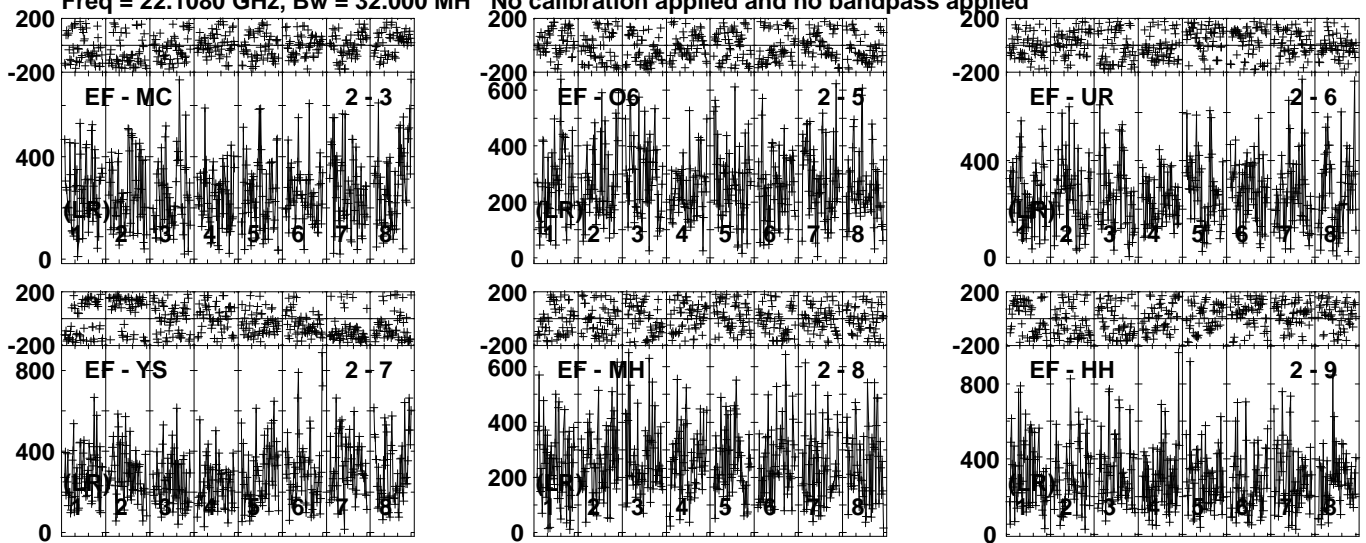 Freq = 22.1080 GHz, Bw = 32.000 MH No calibration applied and no bandpass applied
200 200 200
-200 -200 -200
EF - MC 2 - 3 600 EF - O6 2 - 5 EF - UR 2 - 6
400 400 400
200
(LR) (LR) (LR)
1 2 3 4 5 6 7 8 1 2 3 4 5 6 7 8 1 2 3 4 5 6 7 8
0 0 0
200 200 200
-200 -200 -200
800 EF - YS 2 - 7 600 EF - MH 2 - 8 800 EF - HH 2 - 9
400 400 400
200
(LR) (LR) (LR)
1 2 3 4 5 6 7 8 1 2 3 4 5 6 7 8 1 2 3 4 5 6 7 8
0 0 0